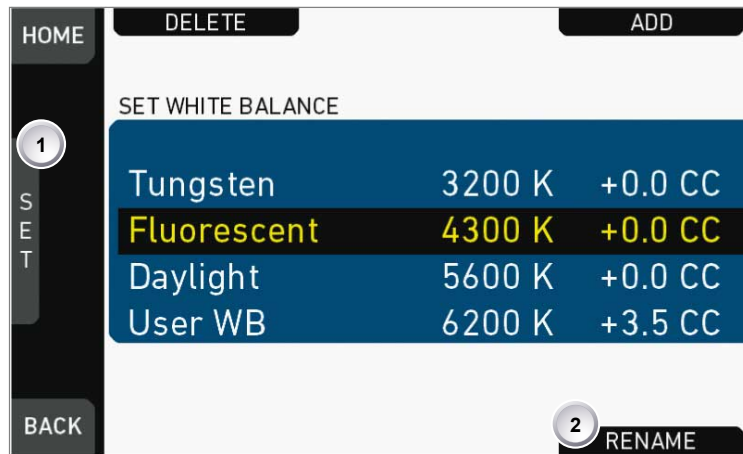 HOME
DELETE
ADD
SET WHITE BALANCE
1
SET
Tungsten 3200 K +0.0 CC
Fluorescent 4300 K +0.0 CC
Daylight 5600 K +0.0 CC
User WB 6200 K +3.5 CC
BACK
2
RENAME